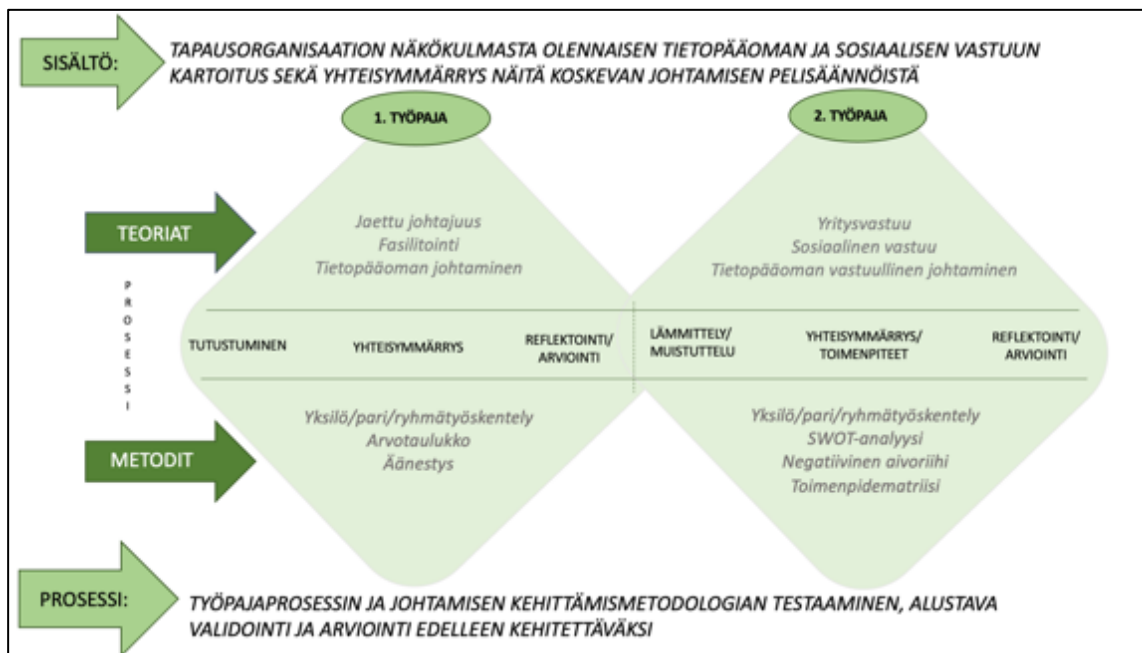 SISÄLTÖ:
TAPAUSORGANISAATION NÄKÖKULMASTA OLENNAISEN TIETOPÄÄOMAN JA SOSIAALISEN VASTUUN
KARTOITUS SEKÄ YHTEISYMMÄRRYS NÄITÄ KOSKEVAN JOHTAMISEN PELISÄÄNNÖISTÄ
1. TYÖPAJA
2. TYÖPAJA
TEORIAT
Jaettu johtajuus
Fasilitointi
Tietopääoman johtaminen
Yritysvastuu
Sosiaalinen vastuu
Tietopääoman vastuullinen johtaminen
PROSESSI
TUTUSTUMINEN
YHTEISYMMÄRRYS
REFLEKTOINTI/
ARVIOINTI
LÄMMITTELY/
MUISTUTTELU
YHTEISYMMÄRRYS/
TOIMENPITEET
REFLEKTOINTI/
ARVIOINTI
METODIT
Yksilö/pari/ryhmätyöskentely
Arvotaulukko
Äänestys
Yksilö/pari/ryhmätyöskentely
SWOT-analyysi
Negatiivinen aivoriihi
Toimenpidematriisi
PROSESSI:
TYÖPAJAPROSESSIN JA JOHTAMISEN KEHITTÄMISMETODOLOGIAN TESTAAMINEN, ALUSTAVA
VALIDOINTI JA ARVIOINTI EDELLEEN KEHITETTÄVÄKSI